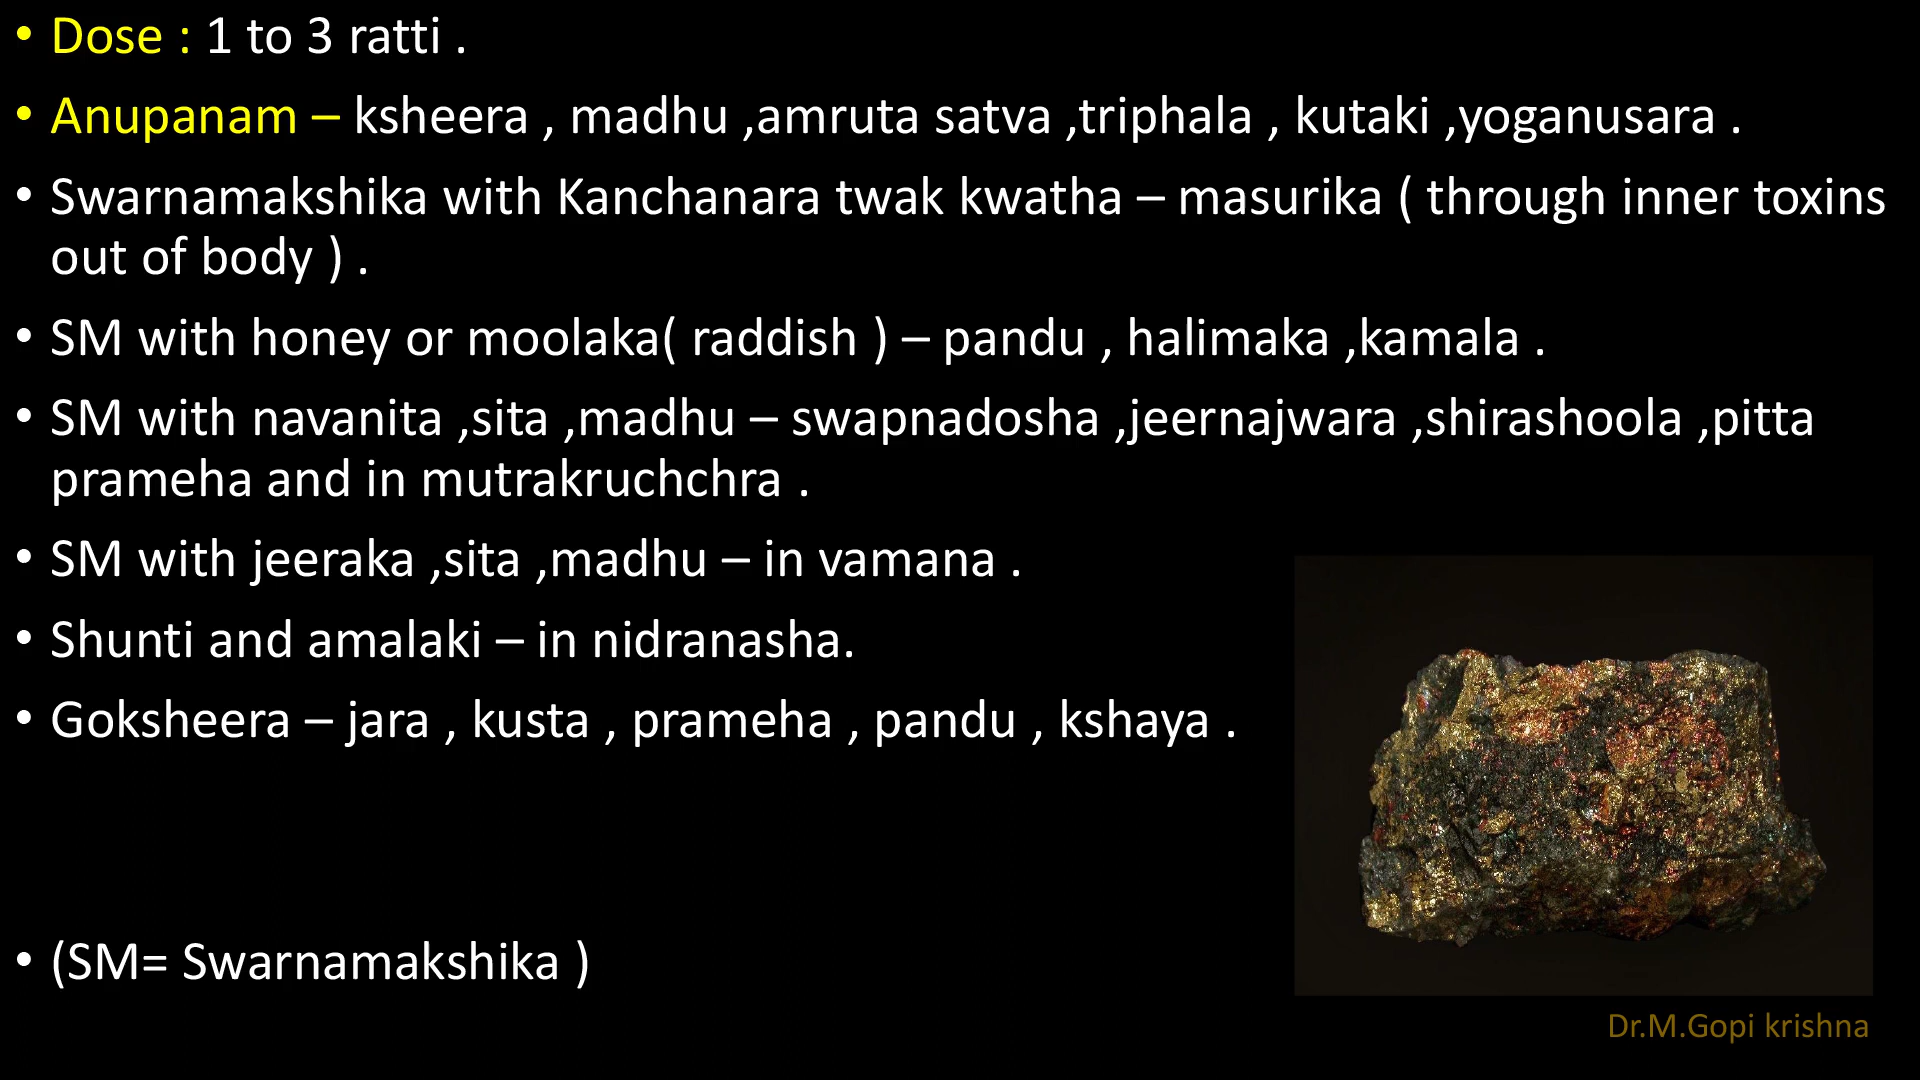 • Dose : 1 to 3 ratti .
• Anupanam – ksheera , madhu ,amruta satva ,triphala , kutaki ,yoganusara .
• Swarnamakshika with Kanchanara twak kwatha – masurika ( through inner toxins
out of body ) .
• SM with honey or moolaka( raddish ) – pandu , halimaka ,kamala .
• SM with navanita ,sita ,madhu – swapnadosha ,jeernajwara ,shirashoola ,pitta
prameha and in mutrakruchchra .
• SM with jeeraka ,sita ,madhu – in vamana .
• Shunti and amalaki – in nidranasha.
• Goksheera – jara , kusta , prameha , pandu , kshaya .
• (SM= Swarnamakshika )
Dr.M.Gopi krishna